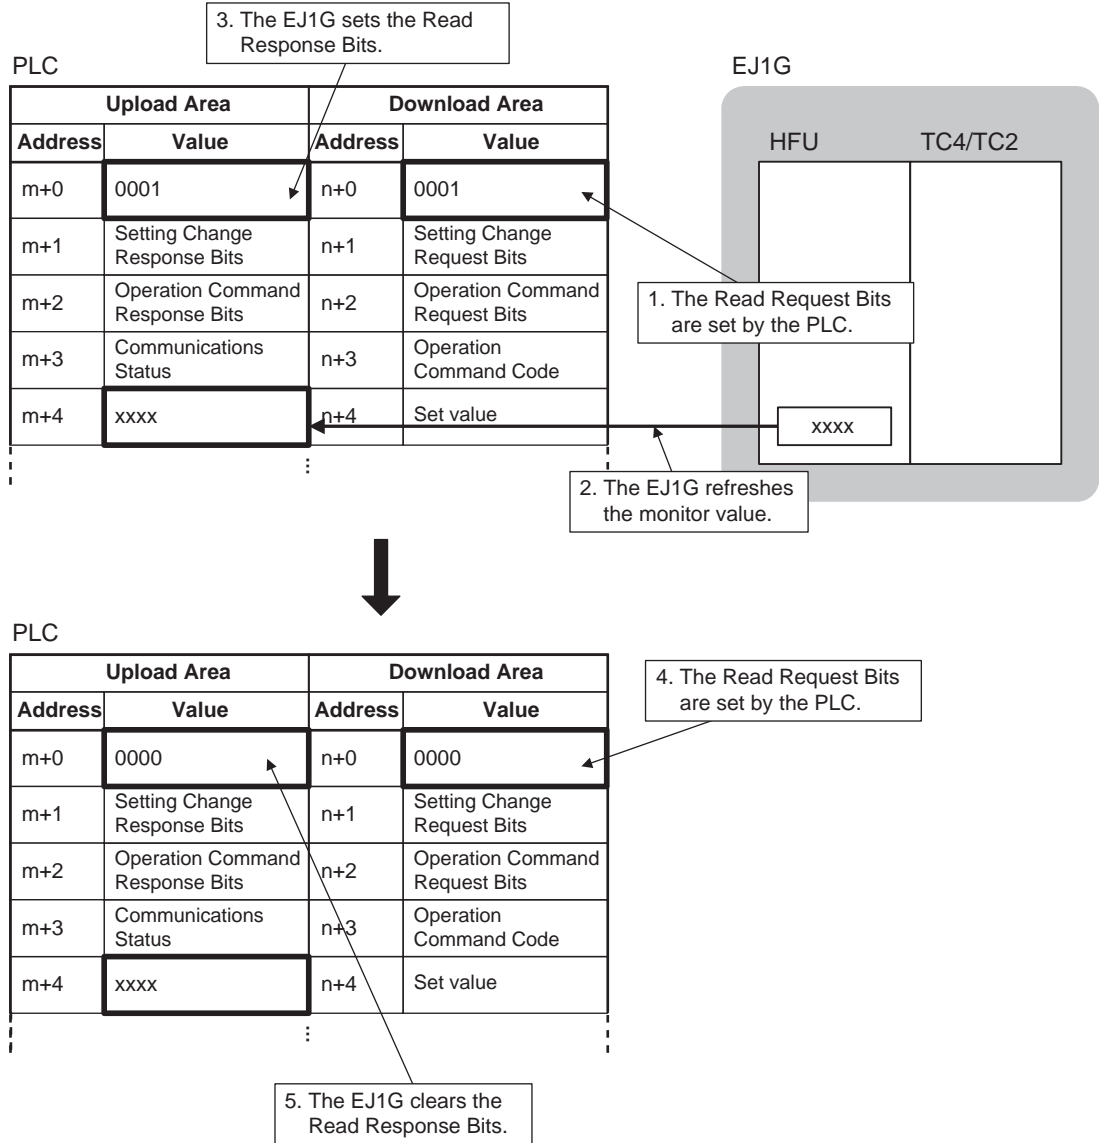 3. The EJ1G sets the Read
Response Bits.
PLC
EJ1G
Upload Area Download Area
Address Value Address Value
HFU TC4/TC2
m+0 0001 n+0 0001
m+1 Setting Change
Response Bits n+1 Setting Change
Request Bits
m+2 Operation Command
Response Bits n+2 Operation Command
Request Bits
1. The Read Request Bits
are set by the PLC.
m+3 Communications
Status n+3 Operation
Command Code
m+4 xxxx n+4 Set value
xxxx
2. The EJ1G refreshes
the monitor value.
PLC
Upload Area Download Area
Address Value Address Value
4. The Read Request Bits
are set by the PLC.
m+0 0000 n+0 0000
m+1 Setting Change
Response Bits n+1 Setting Change
Request Bits
m+2 Operation Command
Response Bits n+2 Operation Command
Request Bits
m+3 Communications
Status n+3 Operation
Command Code
m+4 xxxx n+4 Set value
5. The EJ1G clears the
Read Response Bits.